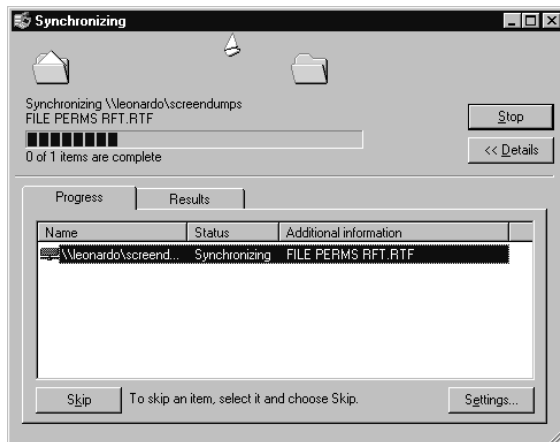 Synchronizing
Synchronizing \\leonardo\screendumps
FILE PERMS RFT.RTF
Stop
0 of 1 items are complete
<< Details
Progress Results
Name Status Additional information
\\leonardo\screend... Synchronizing FILE PERMS RFT.RTF
Skip To skip an item, select it and choose Skip. Settings...